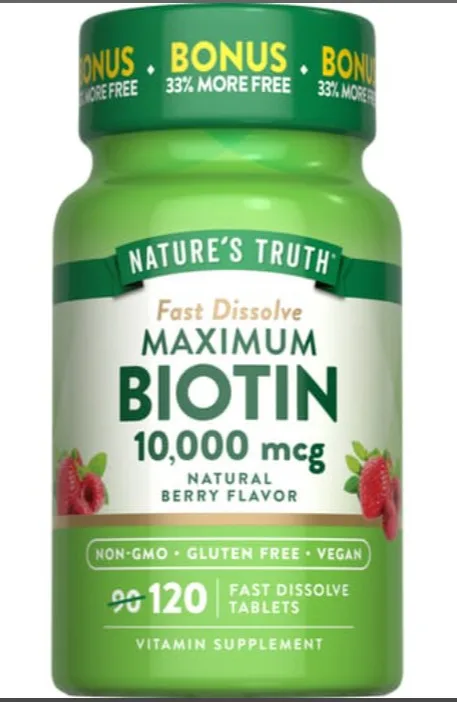 BONUS • BONUS • BONUS
33% MORE FREE 33% MORE FREE 33% MORE FREE
NATURE'S TRUTH
Fast Dissolve
MAXIMUM
BIOTIN
10,000 mcg
NATURAL
BERRY FLAVOR
NON-GMO • GLUTEN FREE • VEGAN
90 120 FAST DISSOLVE
TABLETS
VITAMIN SUPPLEMENT